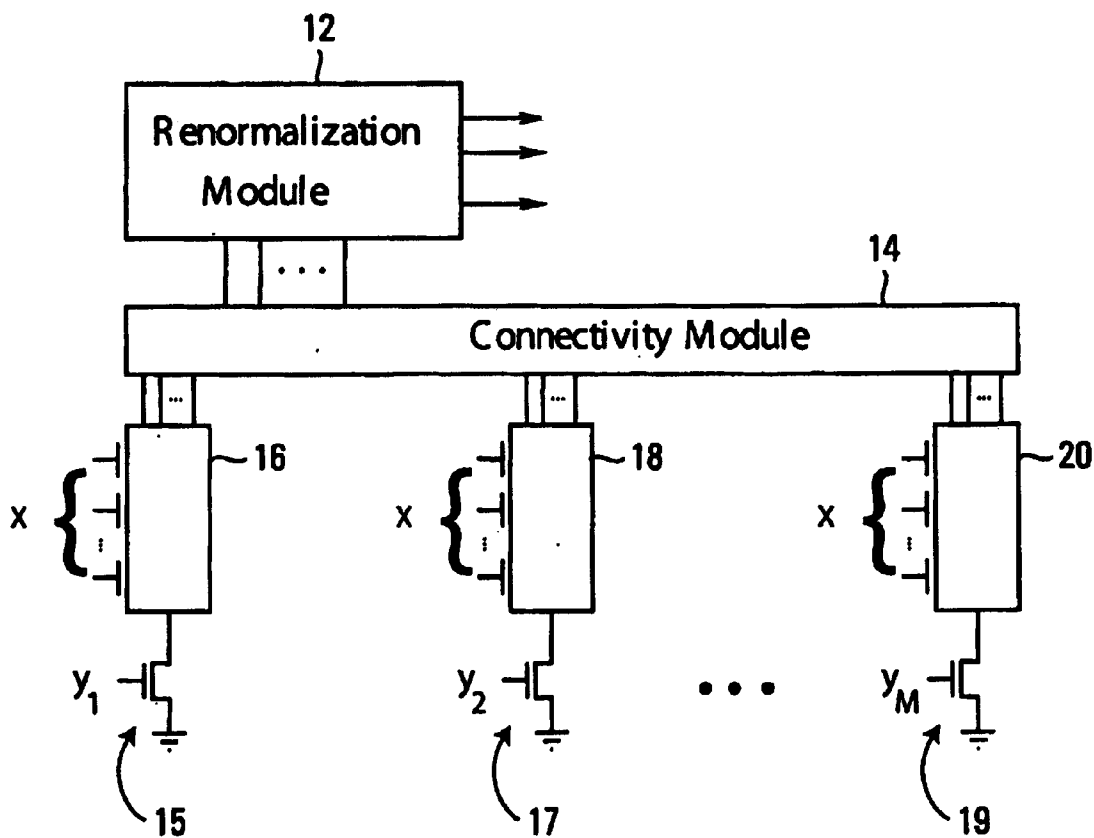 12
Renormalization
Module
14
Connectivity Module
16
18
20
x
x
x
y1
y2
yM
15
17
19